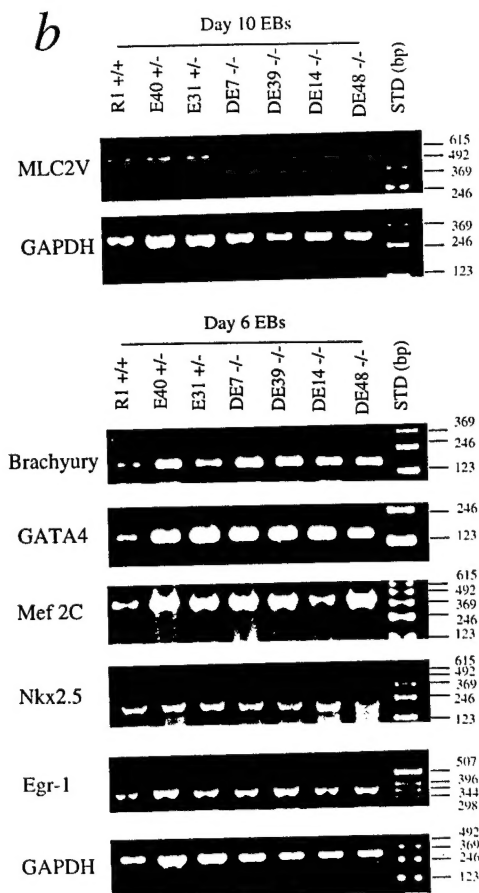 b
Day 10 EBs
R1 +/+
E40 +/-
E31 +/-
DE7 -/-
DE39 -/-
DE14 -/-
DE48 -/-
STD (bp)
MLC2V
615
492
369
246
GAPDH
369
246
123
Day 6 EBs
R1 +/+
E40 +/-
E31 +/-
DE7 -/-
DE39 -/-
DE14 -/-
DE48 -/-
STD (bp)
Brachyury
369
246
123
GATA4
246
123
Mef 2C
615
492
369
246
123
Nkx2.5
615
492
369
246
123
Egr-1
507
396
344
298
GAPDH
492
369
246
123